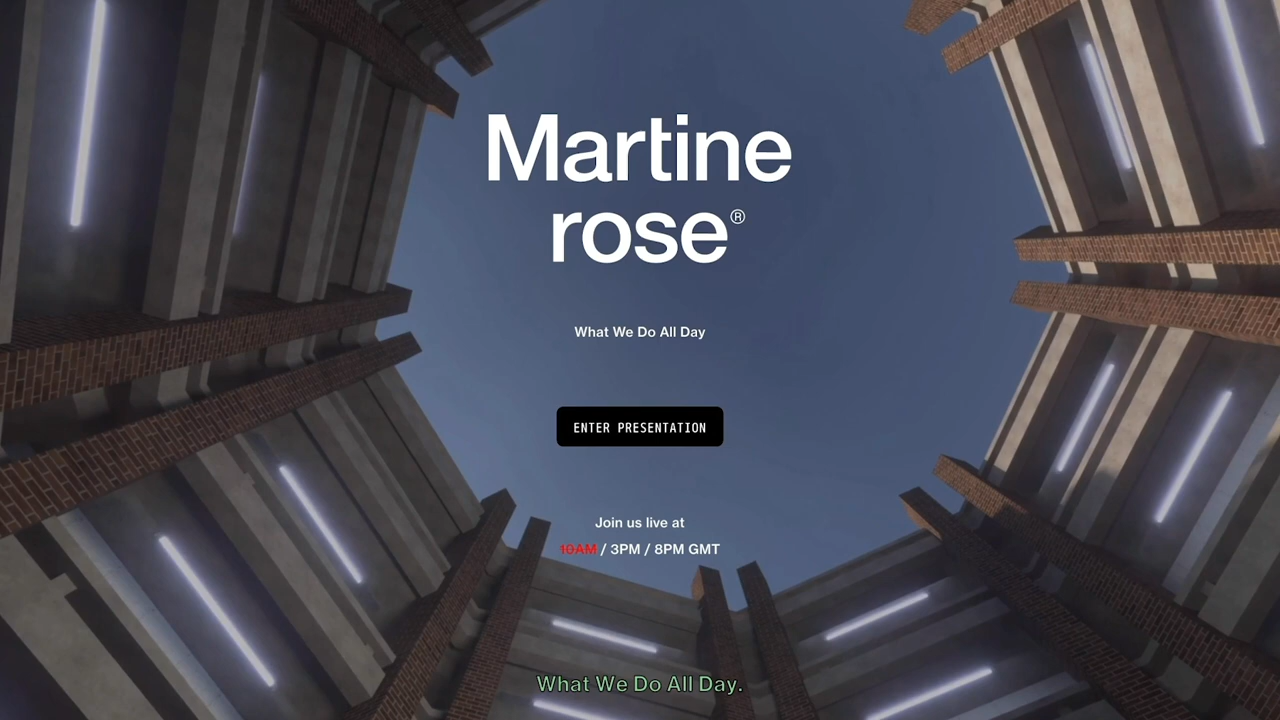 Martine
rose®
What We Do All Day
ENTER PRESENTATION
Join us live at
10AM / 3PM / 8PM GMT
What We Do All Day.